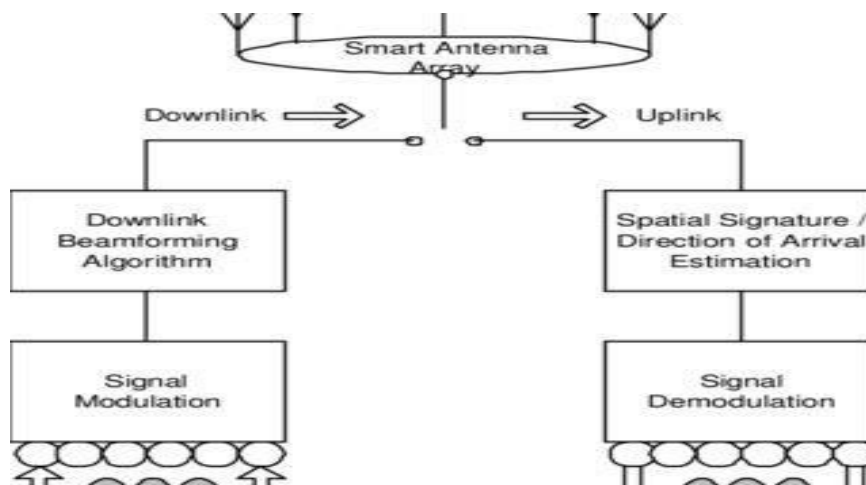 Smart Antenna
Array
Downlink
Uplink
Downlink
Beamforming
Algorithm
Spatial Signature /
Direction of Arrival
Estimation
Signal
Modulation
Signal
Demodulation